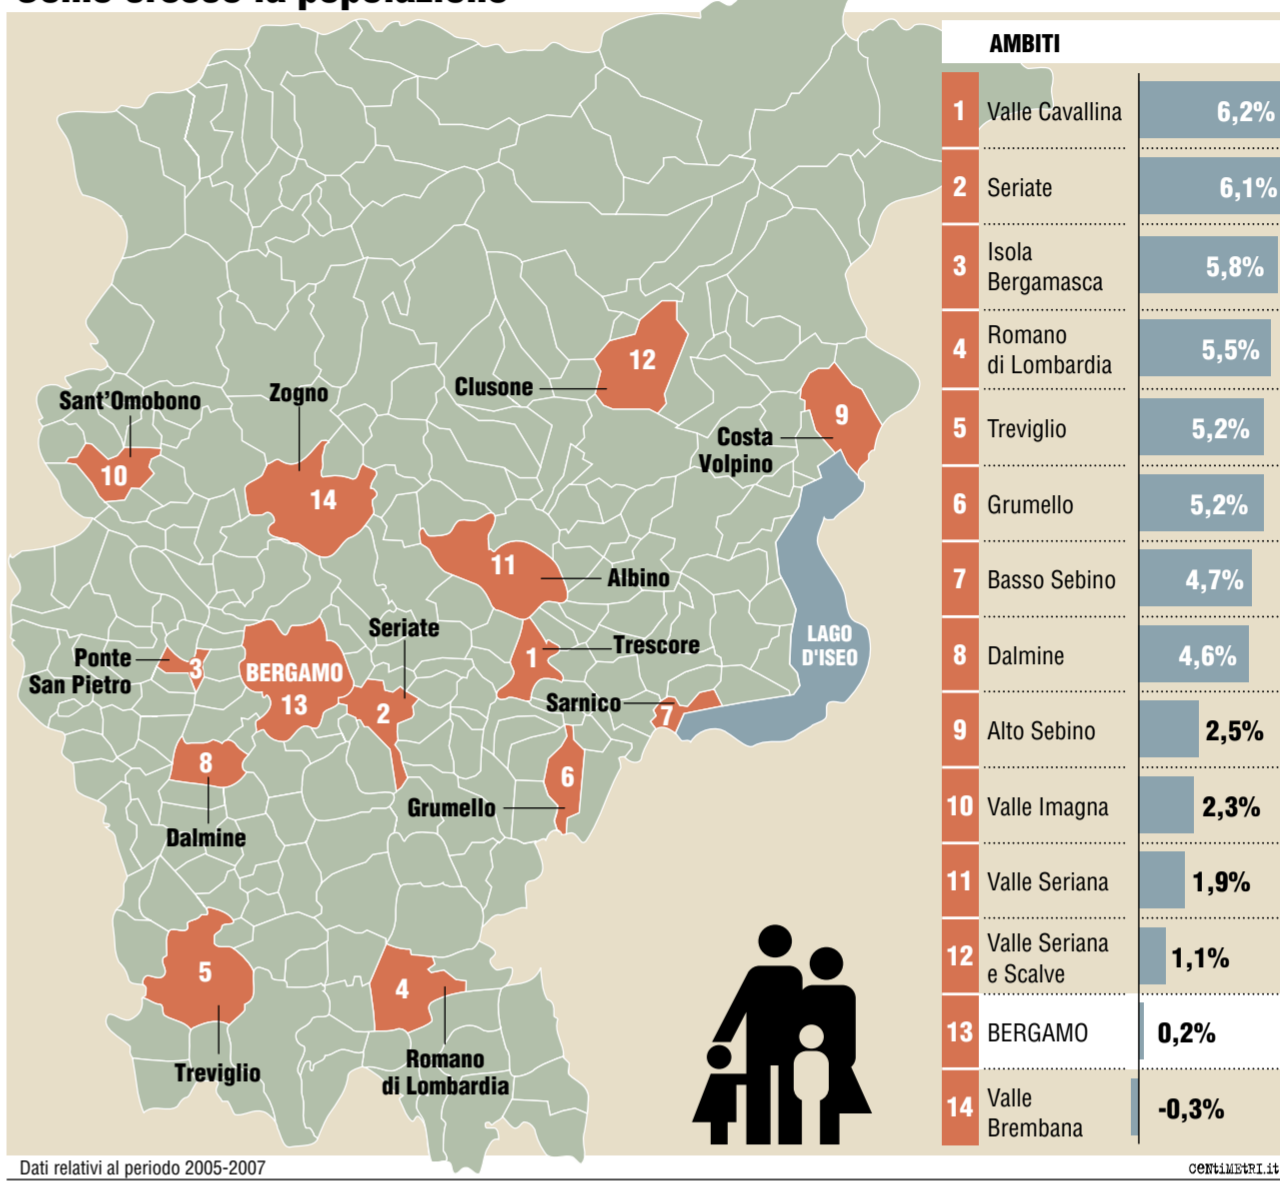 Come cresce la popolazione
AMBITI
1 Valle Cavallina 6,2%
2 Seriate 6,1%
3 Isola
Bergamasca 5,8%
4 Romano
di Lombardia 5,5%
5 Treviglio 5,2%
6 Grumello 5,2%
7 Basso Sebino 4,7%
8 Dalmine 4,6%
9 Alto Sebino 2,5%
10 Valle Imagna 2,3%
11 Valle Seriana 1,9%
12 Valle Seriana
e Scalve 1,1%
13 BERGAMO 0,2%
14 Valle
Brembana -0,3%
Sant'Omobono
10
Zogno
14
Clusone
12
Costa
Volpino
9
11
Albino
LAGO
D'ISEO
Seriate
2
Trescore
1
Ponte
San Pietro
3
BERGAMO
13
Sarnico
7
8
Dalmine
Grumello
6
5
Treviglio
4
Romano
di Lombardia
Dati relativi al periodo 2005-2007
CeNtiMEtRI.it